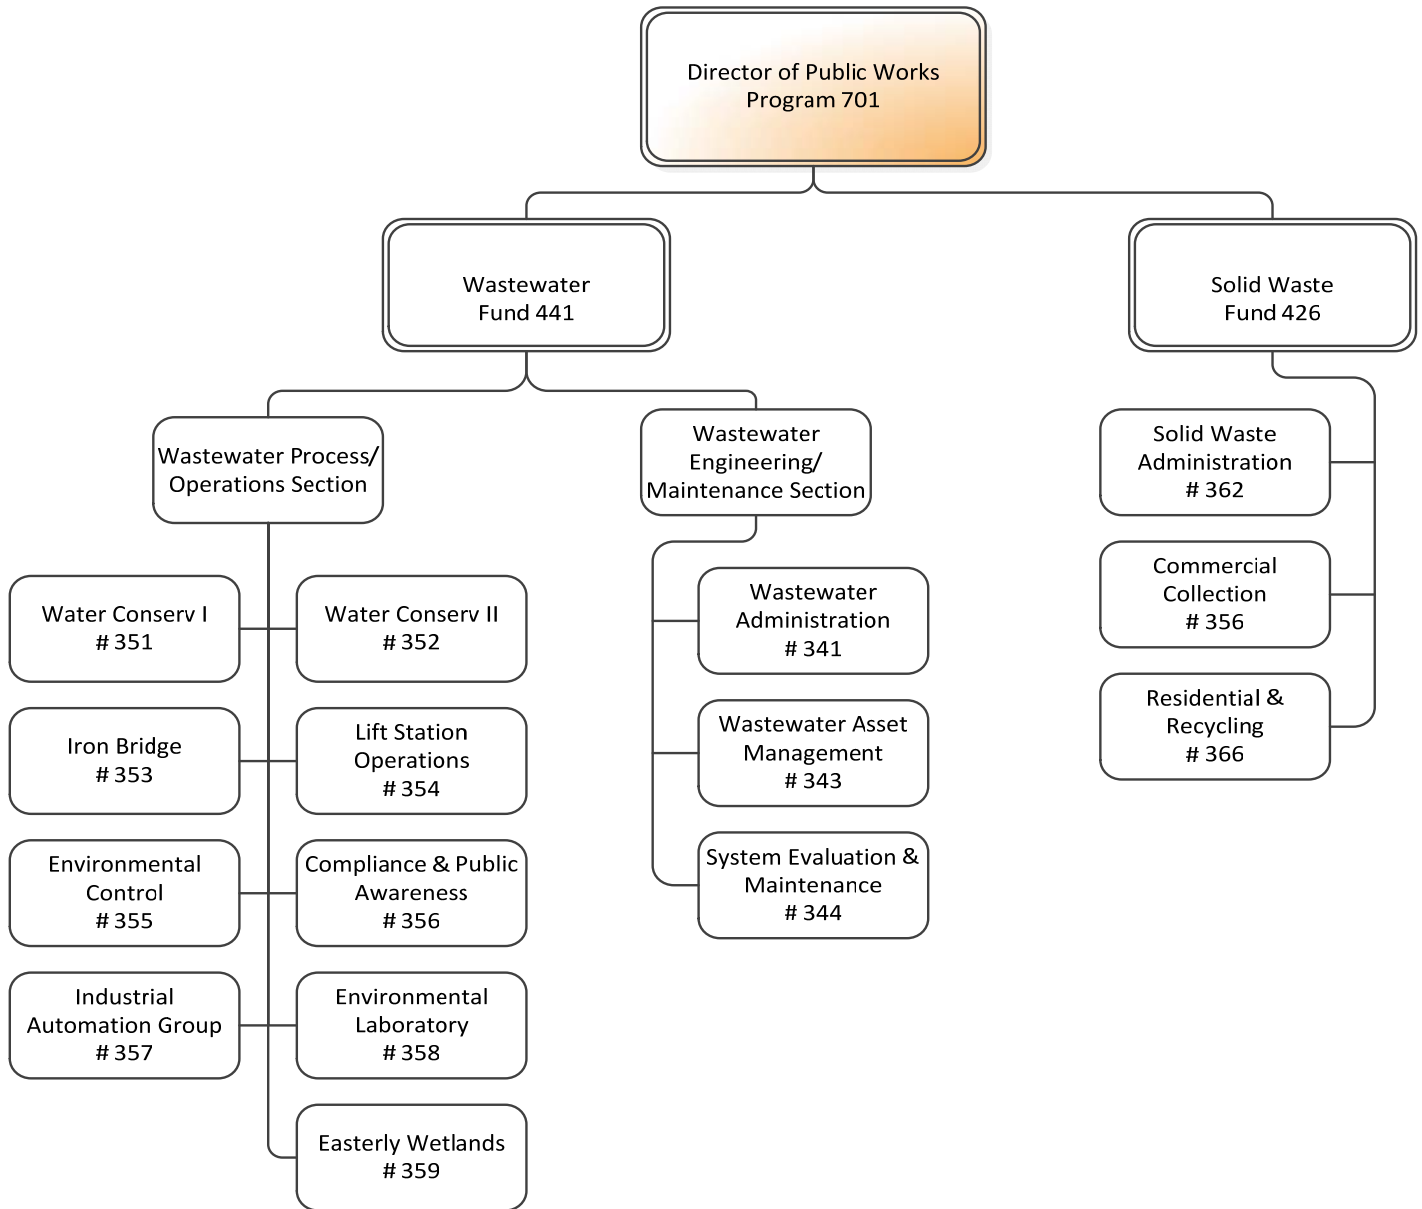 Director of Public Works
Program 701
Wastewater
Fund 441
Solid Waste
Fund 426
Wastewater Process/
Operations Section
Wastewater
Engineering/
Maintenance Section
Water Conserv I
# 351
Water Conserv II
# 352
Iron Bridge
# 353
Lift Station
Operations
# 354
Environmental
Control
# 355
Compliance & Public
Awareness
# 356
Industrial
Automation Group
# 357
Environmental
Laboratory
# 358
Easterly Wetlands
# 359
Wastewater
Administration
# 341
Wastewater Asset
Management
# 343
System Evaluation &
Maintenance
# 344
Solid Waste
Administration
# 362
Commercial
Collection
# 356
Residential &
Recycling
# 366